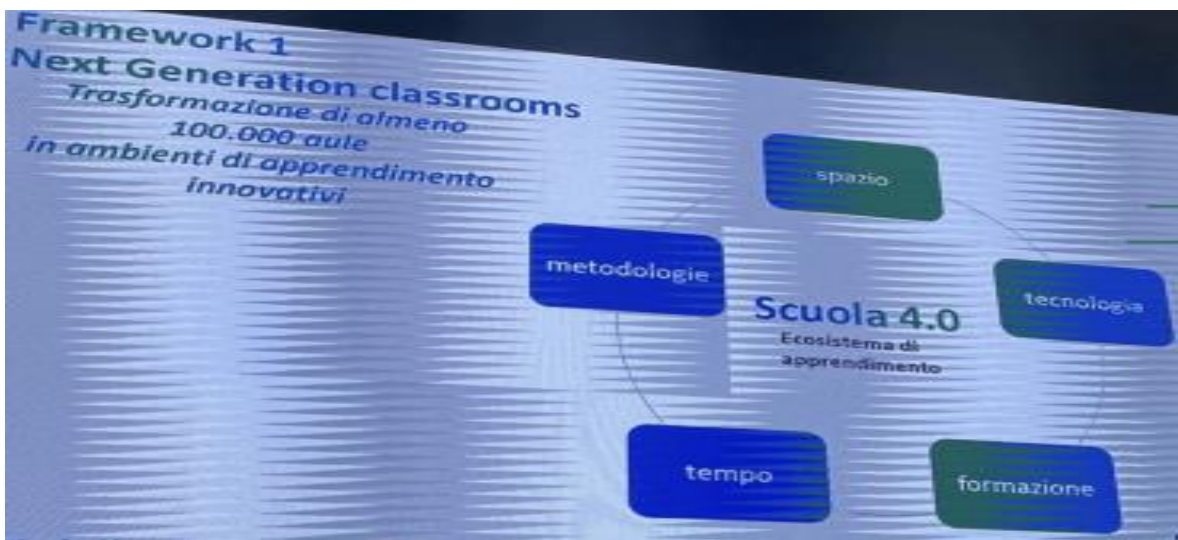 Framework 1
Next Generation classrooms
Trasformazione di almeno
100.000 aule
in ambienti di apprendimento
innovativi
spazio
metodologie
tecnologia
Scuola 4.0
Ecosistema di
apprendimento
tempo
formazione